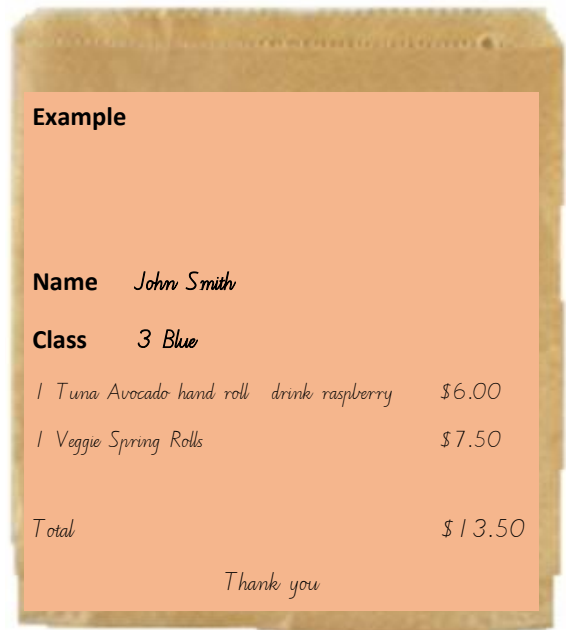 Example
Name John Smith
Class 3 Blue
1 Tuna Avocado hand roll drink raspberry $6.00
1 Veggie Spring Rolls $7.50
Total $13.50
Thank you